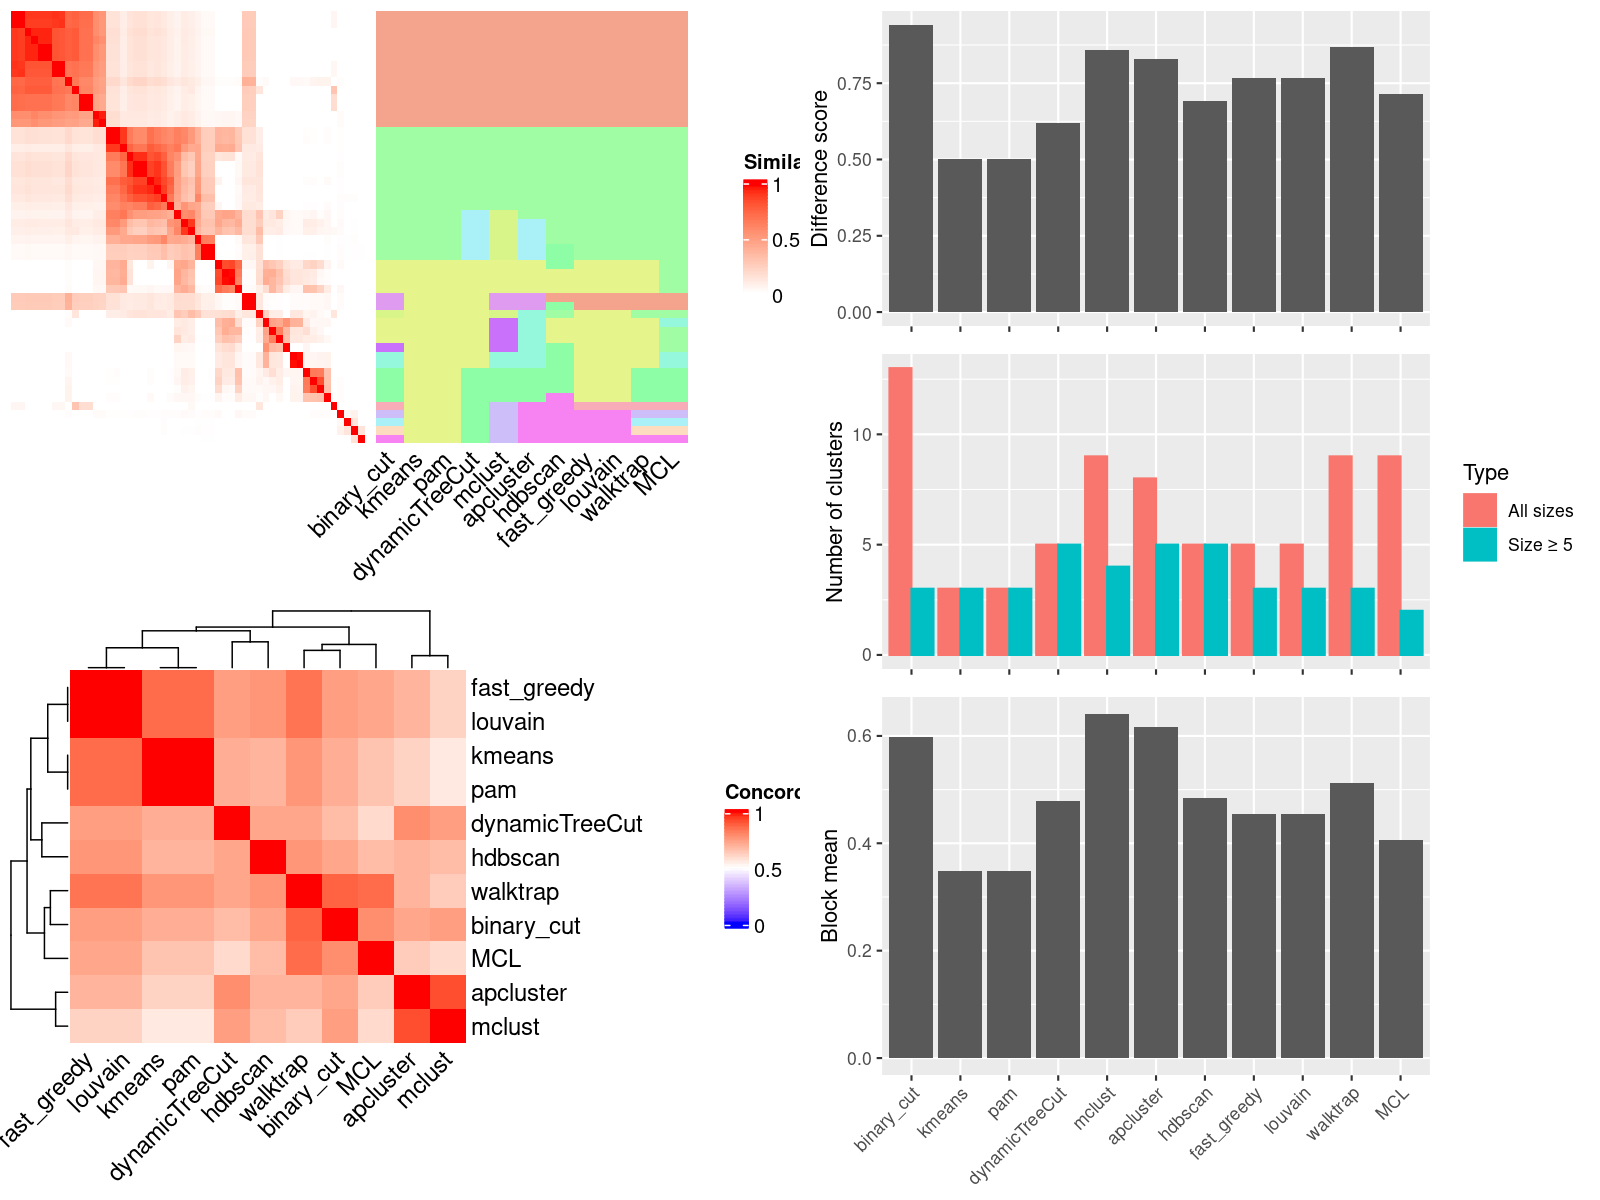 Simila
1
0.5
0
binary_cut
kmeans
pam
dynamicTreeCut
mclust
apcluster
hdbscan
fast_greedy
louvain
walktrap
MCL
fast_greedy
louvain
kmeans
pam
dynamicTreeCut
hdbscan
walktrap
binary_cut
MCL
apcluster
mclust
Concord
1
0.5
0
fast_greedy
louvain
kmeans
pam
dynamicTreeCut
hdbscan
walktrap
binary_cut
MCL
apcluster
mclust
Difference score
0.75
0.50
0.25
0.00
Number of clusters
10
5
0
Type
All sizes
Size ≥ 5
Block mean
0.6
0.4
0.2
0.0
binary_cut
kmeans
pam
dynamicTreeCut
mclust
apcluster
hdbscan
fast_greedy
louvain
walktrap
MCL